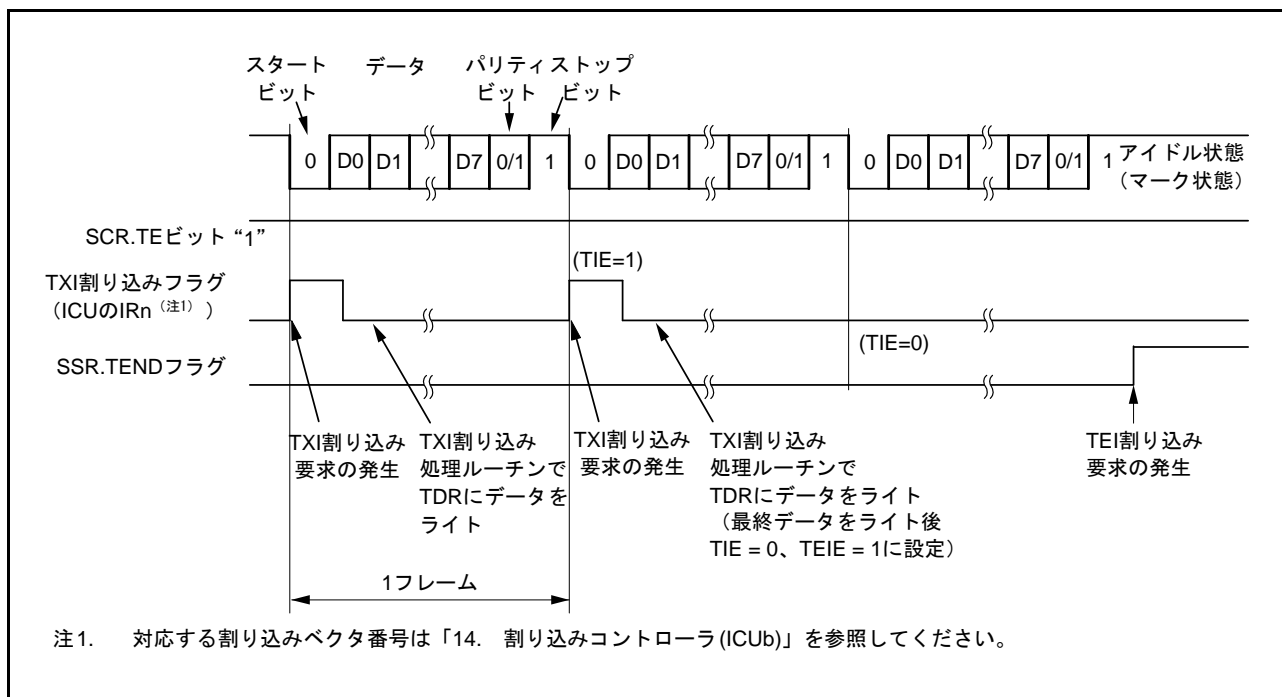 スタート
ビット
データ
パリティ
ビット
ストップ
ビット
0 D0 D1 D7 0/1 1 0 D0 D1 D7 0/1 1 0 D0 D1 D7 0/1 1 アイドル状態
(マーク状態)
SCR.TEビット “1”
TXI割り込みフラグ
(ICUのIRn (注1) )
(TIE=1)
(TIE=0)
SSR.TENDフラグ
TXI割り込み
要求の発生
TXI割り込み
処理ルーチンで
TDRにデータを
ライト
TXI割り込み
要求の発生
TXI割り込み
処理ルーチンで
TDRにデータをライト
(最終データをライト後
TIE = 0、TEIE = 1に設定)
TEI割り込み
要求の発生
1フレーム
注1. 対応する割り込みベクタ番号は「14. 割り込みコントローラ(ICUb)」を参照してください。